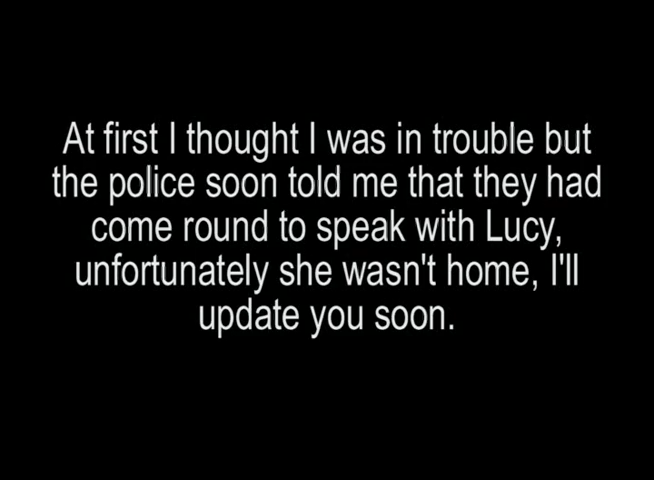 At first I thought I was in trouble but
the police soon told me that they had
come round to speak with Lucy,
unfortunately she wasn't home, I'll
update you soon.